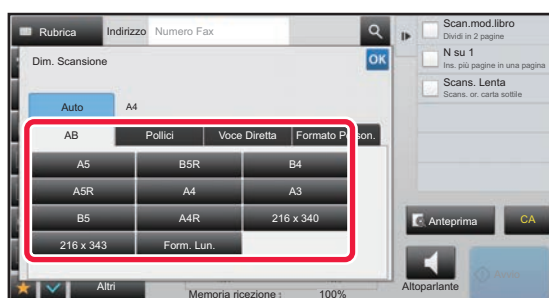 Rubrica
Indirizzo
Numero Fax
Dim. Scansione
OK
Auto
A4
AB
Pollici
Voce Diretta
Formato Person.
A5
B5R
B4
A5R
A4
A3
B5
A4R
216 x 340
216 x 343
Form. Lun.
Altri
Memoria ricezione :
100%
Scan.mod.libro
Dividi in 2 pagine
N su 1
Ins. più pagine in una pagina
Scans. Lenta
Scans. or. carta sottile
Anteprima
CA
Altoparlante